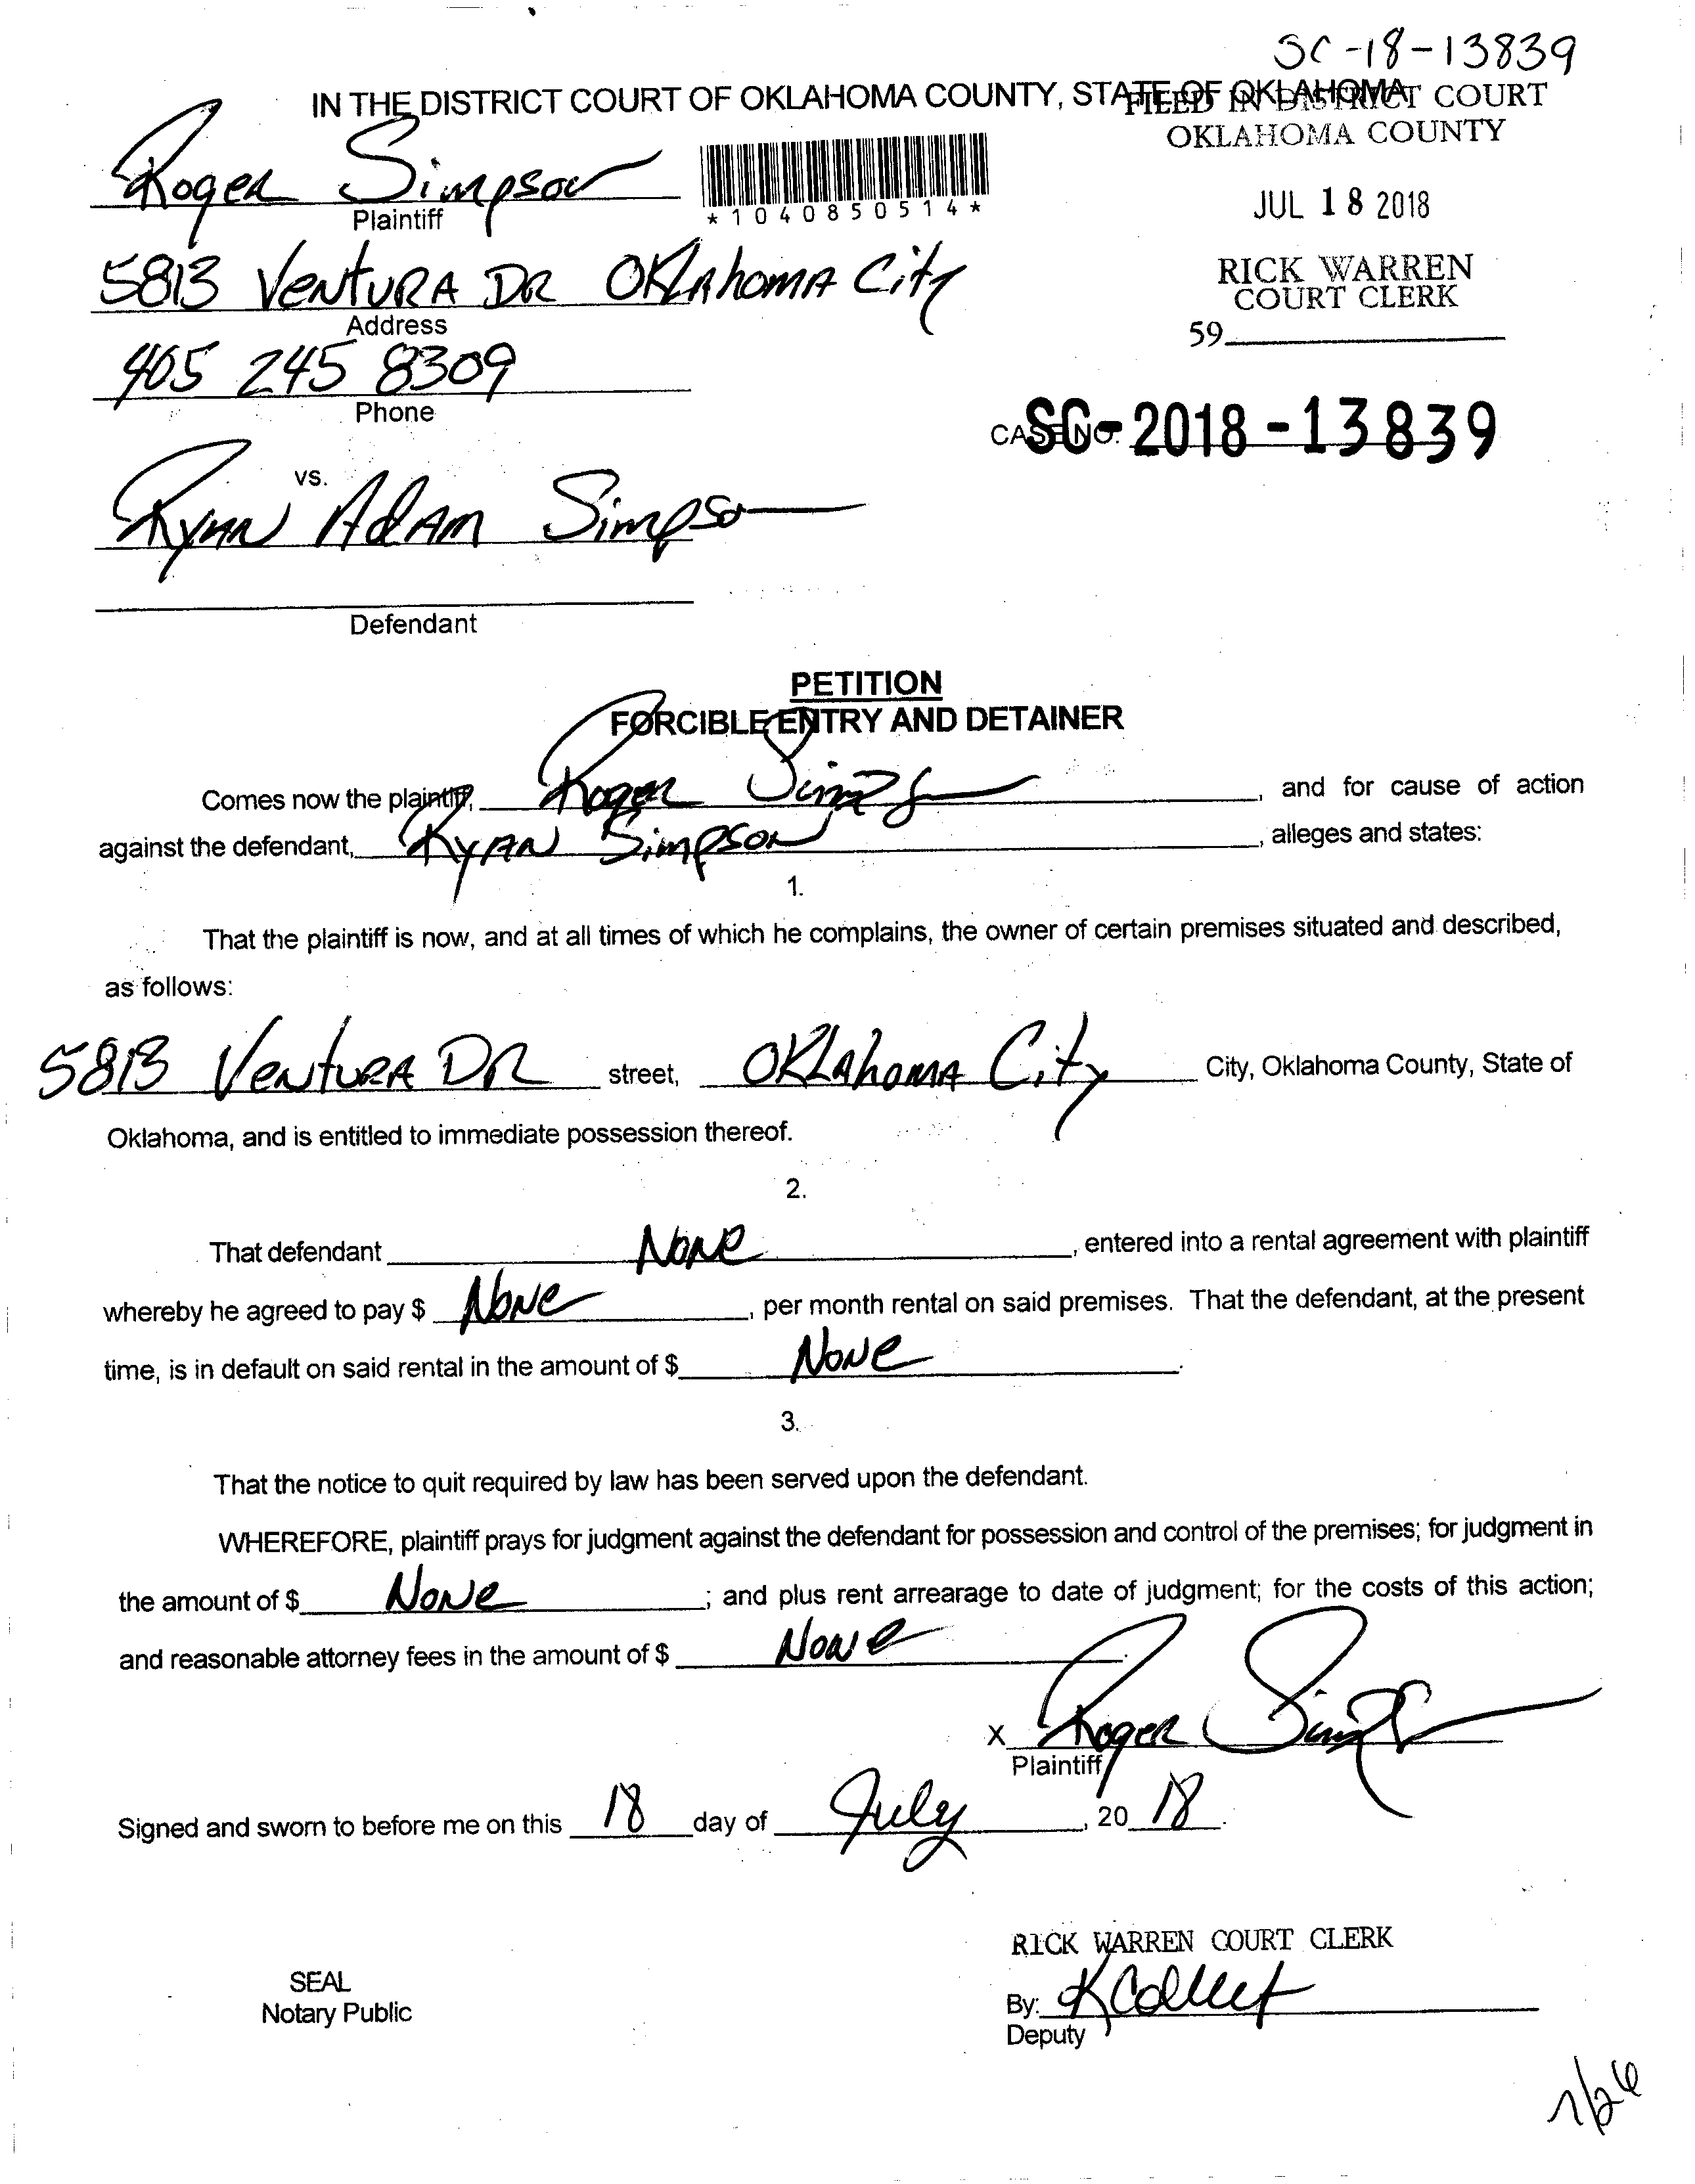 SC-18-13839
IN THE DISTRICT COURT OF OKLAHOMA COUNTY, STATE OF OKLAHOMA
FILED IN DISTRICT COURT
OKLAHOMA COUNTY
Roger Simpson
Plaintiff
*1040850514*
JUL 18 2018
5813 Ventura DR Oklahoma City
Address
RICK WARREN
COURT CLERK
59
405 245 8309
Phone
CASE NO. SC-2018-13839
vs.
Ryan Adam Simpson
Defendant
PETITION
FORCIBLE ENTRY AND DETAINER
Comes now the plaintiff, Roger Simpson, and for cause of action
against the defendant, Ryan Simpson, alleges and states:
1.
That the plaintiff is now, and at all times of which he complains, the owner of certain premises situated and described,
as follows:
5813 Ventura DR street, Oklahoma City City, Oklahoma County, State of
Oklahoma, and is entitled to immediate possession thereof.
2.
That defendant None, entered into a rental agreement with plaintiff
whereby he agreed to pay $ None, per month rental on said premises. That the defendant, at the present
time, is in default on said rental in the amount of $ None.
3.
That the notice to quit required by law has been served upon the defendant.
WHEREFORE, plaintiff prays for judgment against the defendant for possession and control of the premises; for judgment in
the amount of $ None; and plus rent arrearage to date of judgment; for the costs of this action;
and reasonable attorney fees in the amount of $ None.
X Roger Simpson
Plaintiff
Signed and sworn to before me on this 18 day of July, 20 18.
RICK WARREN COURT CLERK
SEAL
Notary Public
By:
Deputy
7/26